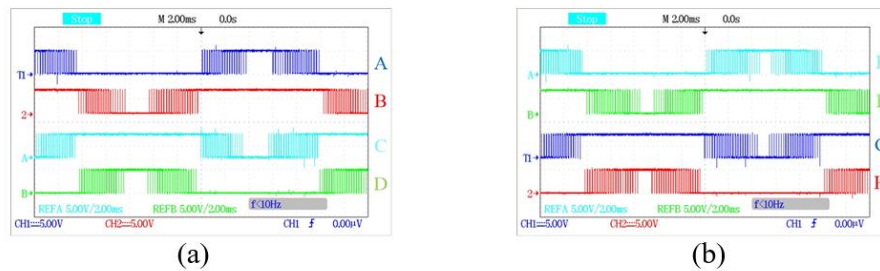 Stop M 2.00ms 0.0s
T1 A
2 B
A C
B D
REFA 5.00V/2.00ms REFB 5.00V/2.00ms f<10Hz
CH1 5.00V CH2 5.00V CH1 0.00μV
(a)
Stop M 2.00ms 0.0s
A
B
T1
2
REFA 5.00V/2.00ms REFB 5.00V/2.00ms f<10Hz
CH1 5.00V CH2 5.00V CH1 0.00μV
(b)